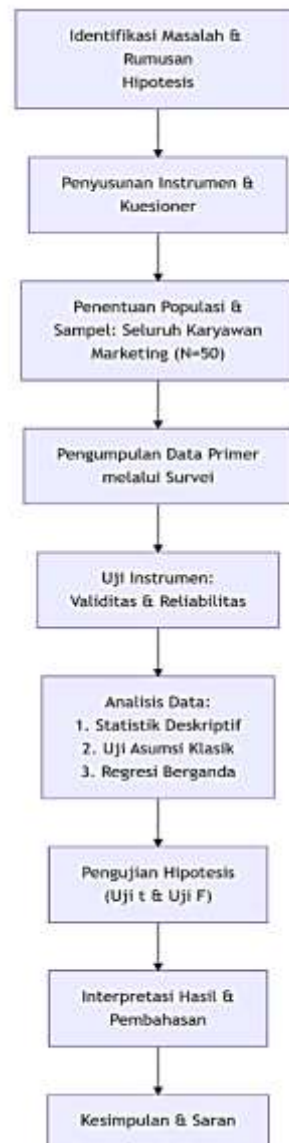 Identifikasi Masalah &
Rumusan
Hipotesis
Penyusunan Instrumen &
Kuesioner
Penentuan Populasi &
Sampel: Seluruh Karyawan
Marketing (N=50)
Pengumpulan Data Primer
melalui Survei
Uji Instrumen:
Validitas & Reliabilitas
Analisis Data:
1. Statistik Deskriptif
2. Uji Asumsi Klasik
3. Regresi Berganda
Pengujian Hipotesis
(Uji t & Uji F)
Interpretasi Hasil &
Pembahasan
Kesimpulan & Saran